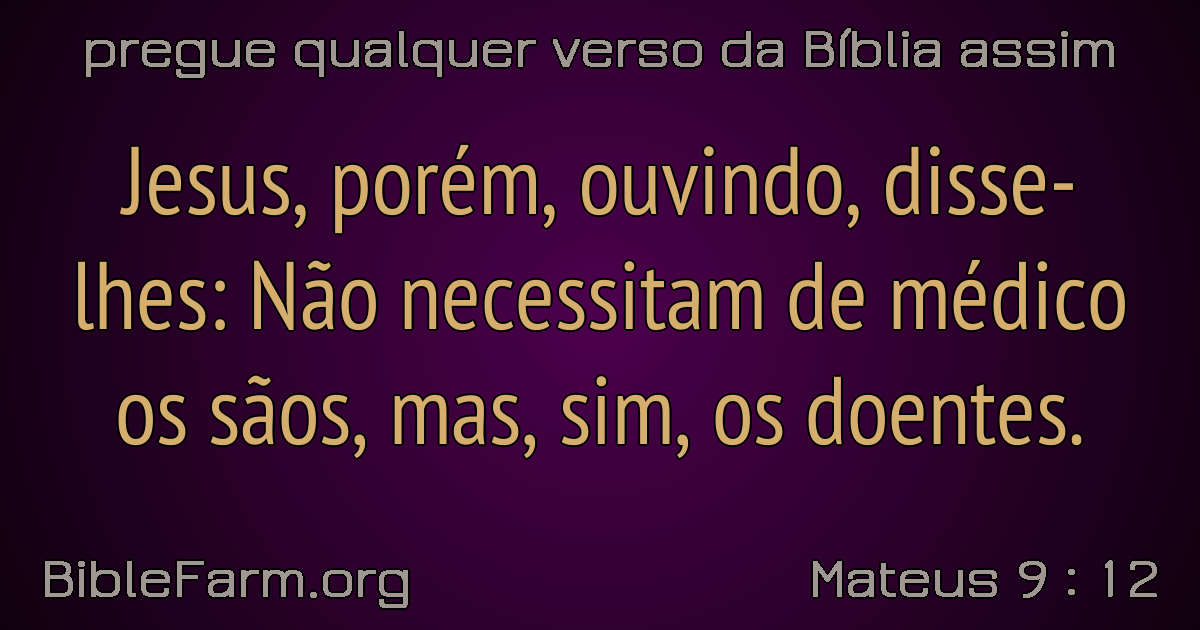 pregue qualquer verso da Bíblia assim
Jesus, porém, ouvindo, disse-
lhes: Não necessitam de médico
os sãos, mas, sim, os doentes.
BibleFarm.org
Mateus 9 : 12